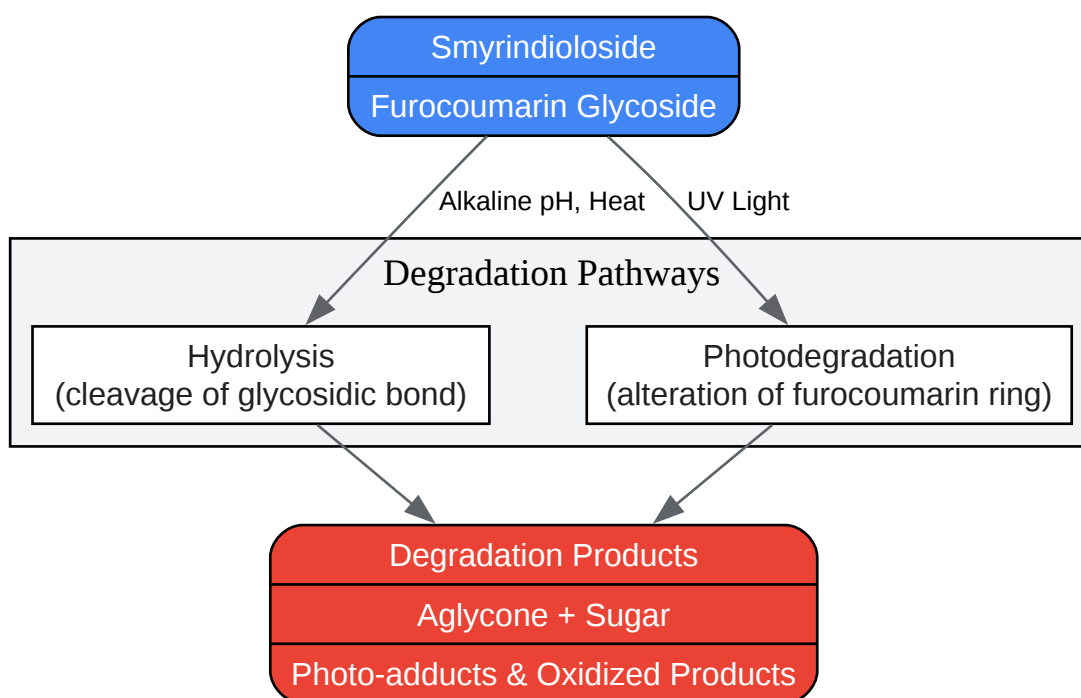 Smyrindioloside
Furocoumarin Glycoside
Alkaline pH, Heat
UV Light
Degradation Pathways
Hydrolysis
(cleavage of glycosidic bond)
Photodegradation
(alteration of furocoumarin ring)
Degradation Products
Aglycone + Sugar
Photo-adducts & Oxidized Products